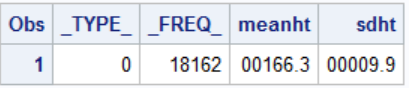 Obs _TYPE_ _FREQ_ meanht sdht
1 0 18162 00166.3 00009.9